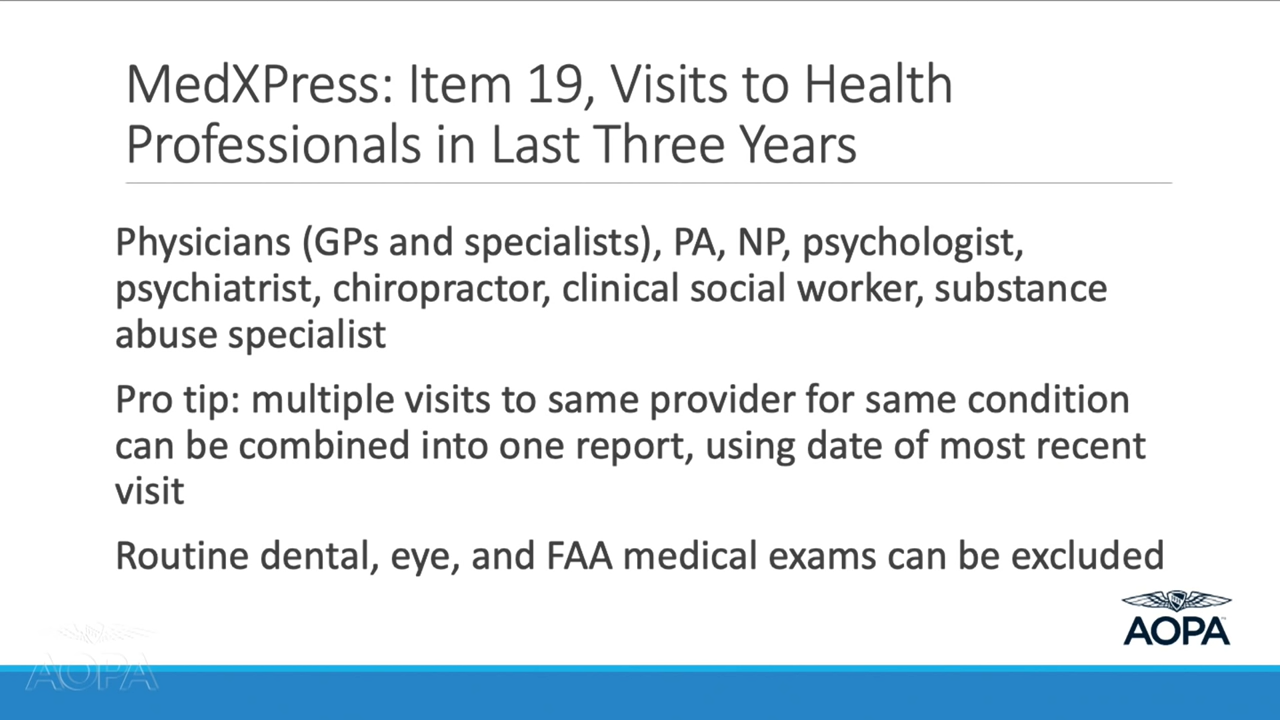 MedXPress: Item 19, Visits to Health
Professionals in Last Three Years
Physicians (GPs and specialists), PA, NP, psychologist,
psychiatrist, chiropractor, clinical social worker, substance
abuse specialist
Pro tip: multiple visits to same provider for same condition
can be combined into one report, using date of most recent
visit
Routine dental, eye, and FAA medical exams can be excluded
AOPA
AOPA